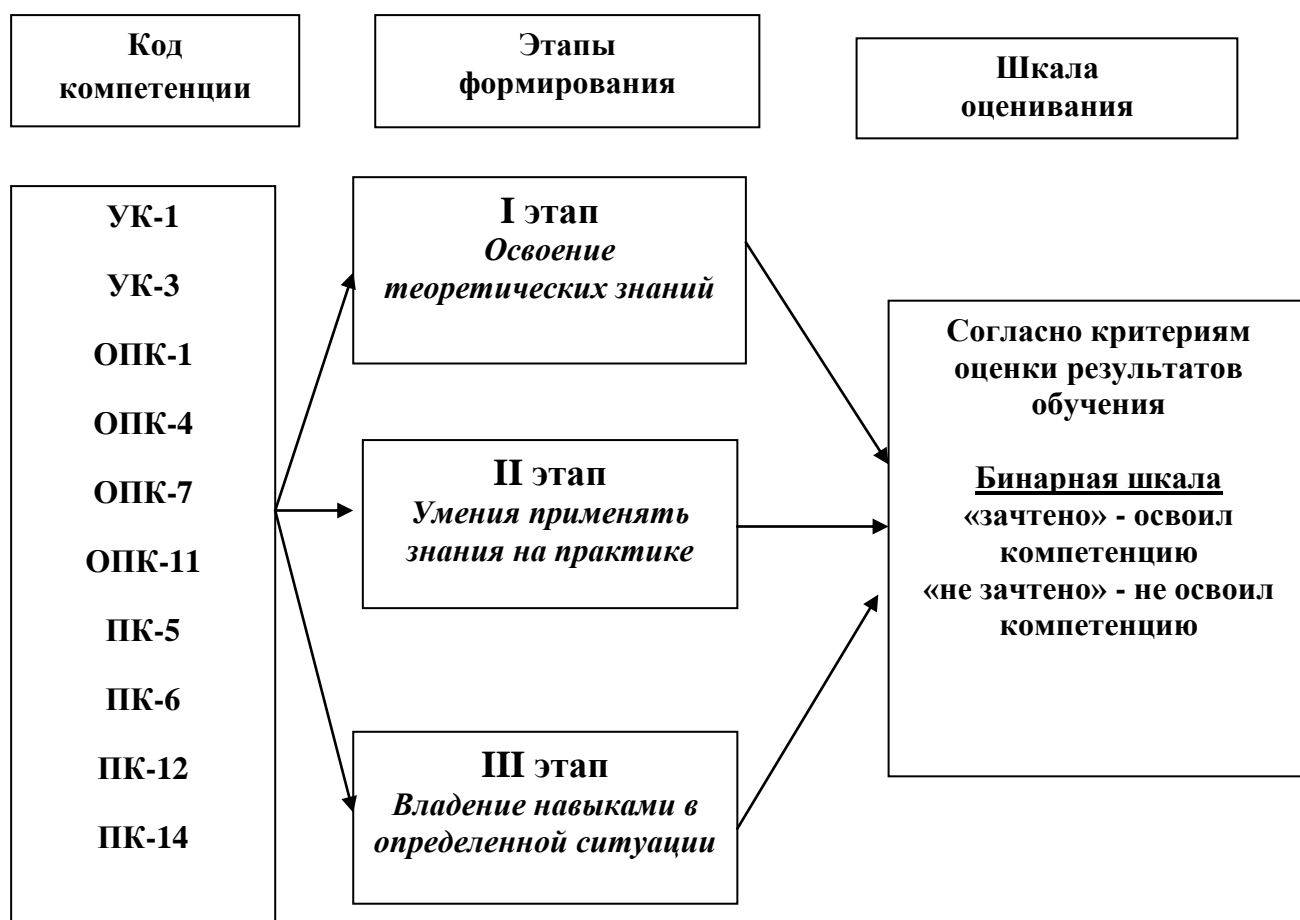 Код
компетенции
Этапы
формирования
Шкала
оценивания
УК-1
УК-3
ОПК-1
ОПК-4
ОПК-7
ОПК-11
ПК-5
ПК-6
ПК-12
ПК-14
I этап
Освоение
теоретических знаний
II этап
Умения применять
знания на практике
III этап
Владение навыками в
определенной ситуации
Согласно критериям
оценки результатов
обучения
Бинарная шкала
«зачтено» - освоил
компетенцию
«не зачтено» - не освоил
компетенцию